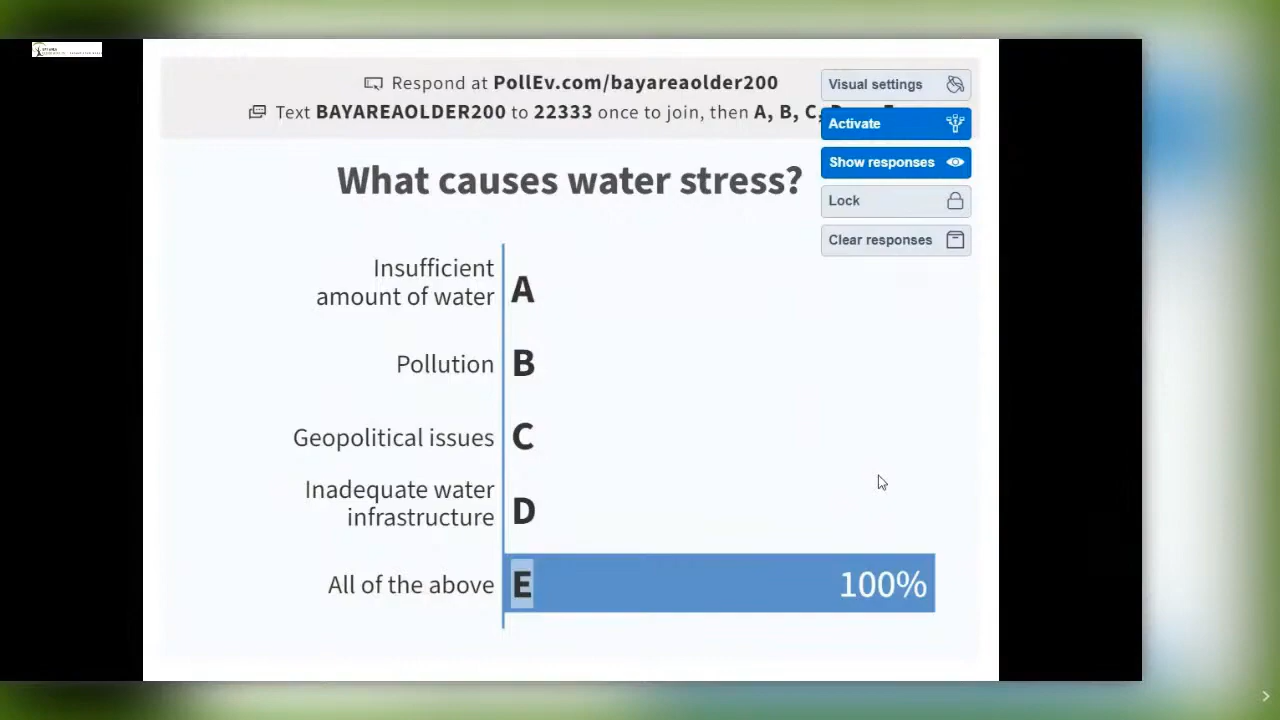 Respond at PollEv.com/bayareaolder200
Text BAYAREAOLDER200 to 22333 once to join, then A, B, C,
Visual settings
Activate
Show responses
Lock
Clear responses
What causes water stress?
Insufficient
amount of water
A
Pollution
B
Geopolitical issues
C
Inadequate water
infrastructure
D
All of the above
E
100%